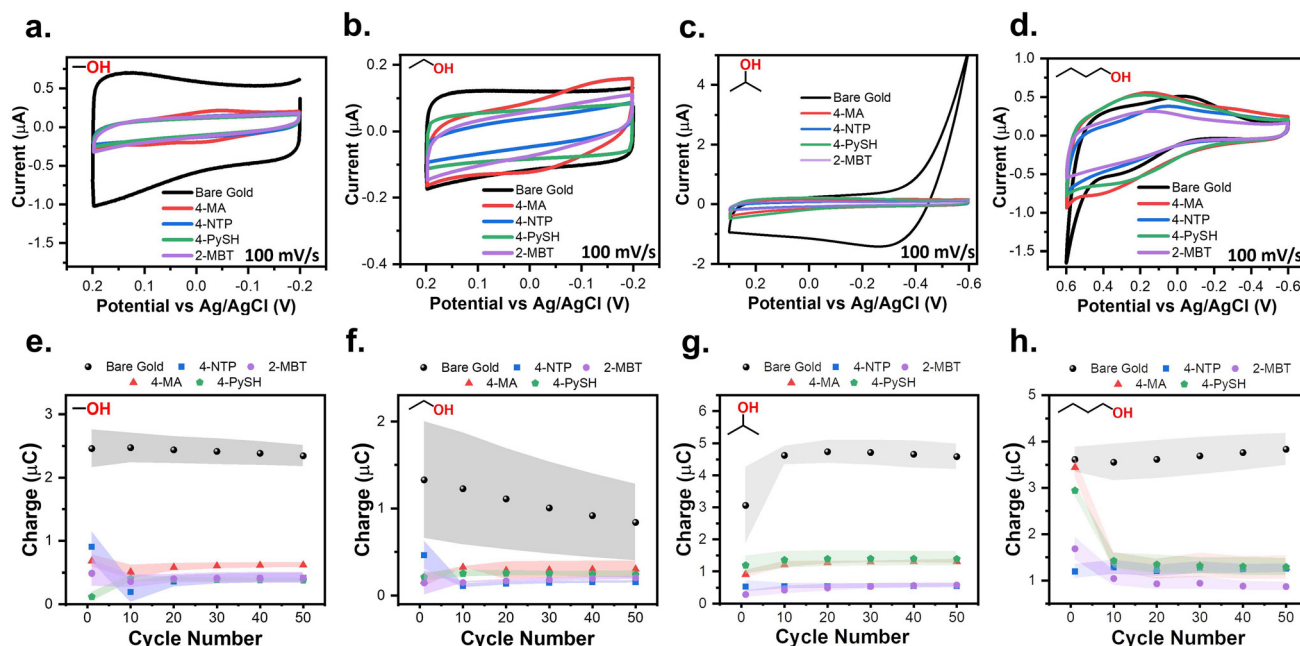 a.
OH
Current (μA)
0.5
0.0
-0.5
-1.0
-1.5
Bare Gold
4-MA
4-NTP
4-PySH
2-MBT
100 mV/s
0.2 0.1 0.0 -0.1 -0.2
Potential vs Ag/AgCl (V)
b.
OH
Current (μA)
0.2
0.0
-0.2
-0.4
Bare Gold
4-MA
4-NTP
4-PySH
2-MBT
100 mV/s
0.2 0.1 0.0 -0.1 -0.2
Potential vs Ag/AgCl (V)
c.
OH
Current (μA)
4
2
0
-2
Bare Gold
4-MA
4-NTP
4-PySH
2-MBT
100 mV/s
0.3 0.0 -0.3 -0.6
Potential vs Ag/AgCl (V)
d.
OH
Current (μA)
1.0
0.5
0.0
-0.5
-1.0
-1.5
Bare Gold
4-MA
4-NTP
4-PySH
2-MBT
100 mV/s
0.6 0.4 0.2 0.0 -0.2 -0.4 -0.6
Potential vs Ag/AgCl (V)
e.
Bare Gold 4-NTP 2-MBT
4-MA 4-PySH
OH
Charge (μC)
3
2
1
0
0 10 20 30 40 50
Cycle Number
f.
Bare Gold 4-NTP 2-MBT
4-MA 4-PySH
OH
Charge (μC)
2
1
0
0 10 20 30 40 50
Cycle Number
g.
Bare Gold 4-NTP 2-MBT
4-MA 4-PySH
OH
Charge (μC)
6
5
4
3
2
1
0
0 10 20 30 40 50
Cycle Number
h.
Bare Gold 4-NTP 2-MBT
4-MA 4-PySH
OH
Charge (μC)
5
4
3
2
1
0 10 20 30 40 50
Cycle Number